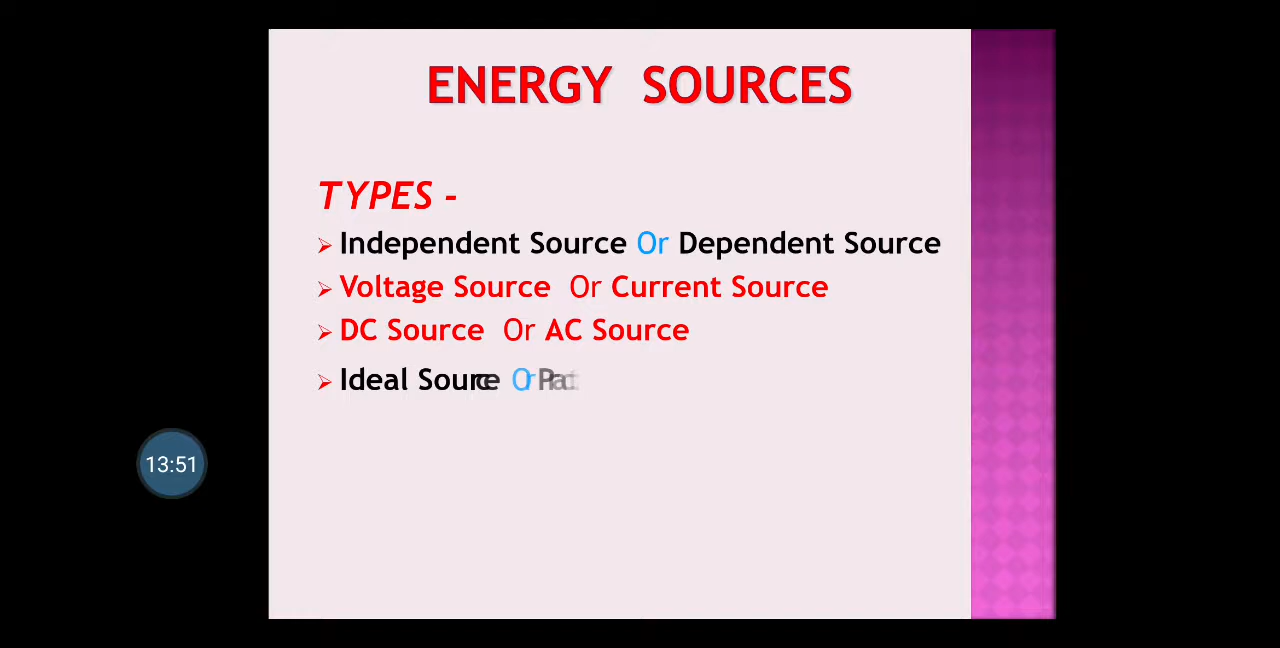 ENERGY SOURCES
TYPES -
Independent Source Or Dependent Source
Voltage Source Or Current Source
DC Source Or AC Source
Ideal Source Or
13:51